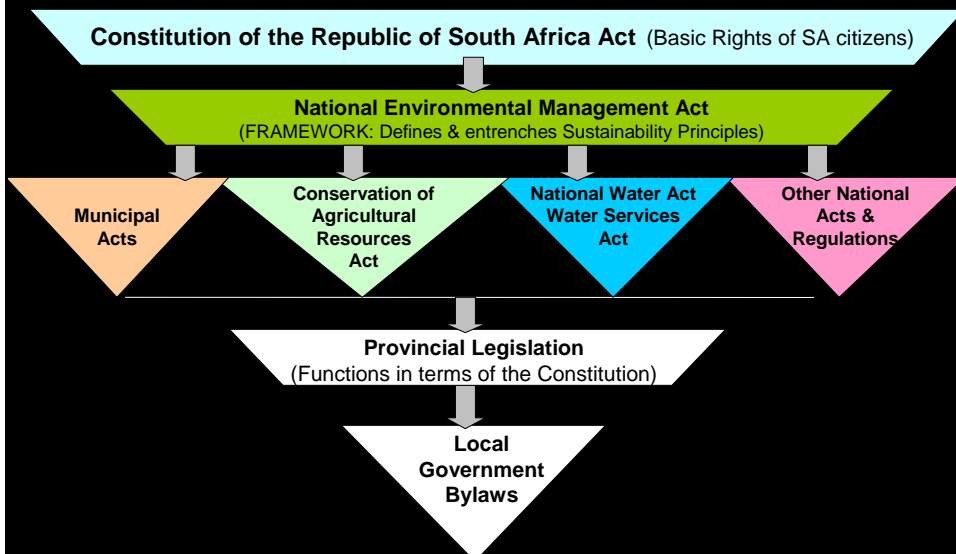 Constitution of the Republic of South Africa Act (Basic Rights of SA citizens)
National Environmental Management Act
(FRAMEWORK: Defines & entrenches Sustainability Principles)
Municipal
Acts
Conservation of
Agricultural
Resources
Act
National Water Act
Water Services
Act
Other National
Acts &
Regulations
Provincial Legislation
(Functions in terms of the Constitution)
Local
Government
Bylaws